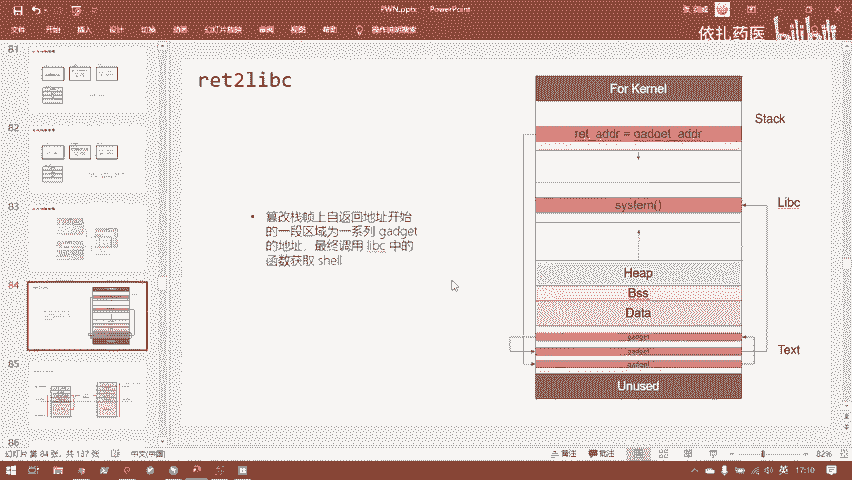 PWN.pptx - PowerPoint
文件
开始
插入
设计
切换
动画
幻灯片放映
审阅
视图
帮助
操作说明搜索
依扎药医
bilibili
81
82
83
84
85
86
ret2libc
• 篡改栈帧上自返回地址开始
的一段区域为一系列 gadget
的地址，最终调用 libc 中的
函数获取 shell
For Kernel
Stack
ret_addr = gadget_addr
Libc
system()
Heap
Bss
Data
gadget
gadget
gadget
Text
Unused
幻灯片 第 84 张，共 137 张
中文(中国)
备注
批注
82%
英
17:10